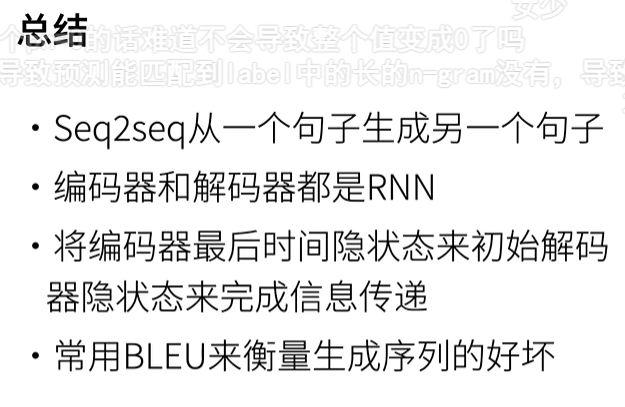 总结
的话难道不会导致整个值变成0了吗
导致预测能匹配到label中的长的n-gram没有，导致
• Seq2seq从一个句子生成另一个句子
• 编码器和解码器都是RNN
• 将编码器最后时间隐状态来初始解码
器隐状态来完成信息传递
• 常用BLEU来衡量生成序列的好坏